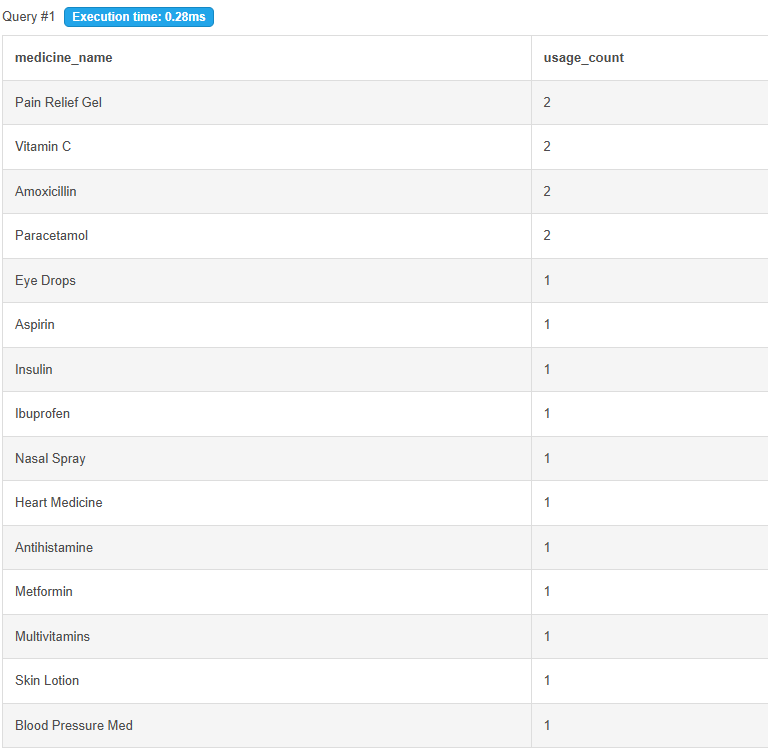 Query #1 Execution time: 0.28ms
medicine_name usage_count
Pain Relief Gel 2
Vitamin C 2
Amoxicillin 2
Paracetamol 2
Eye Drops 1
Aspirin 1
Insulin 1
Ibuprofen 1
Nasal Spray 1
Heart Medicine 1
Antihistamine 1
Metformin 1
Multivitamins 1
Skin Lotion 1
Blood Pressure Med 1